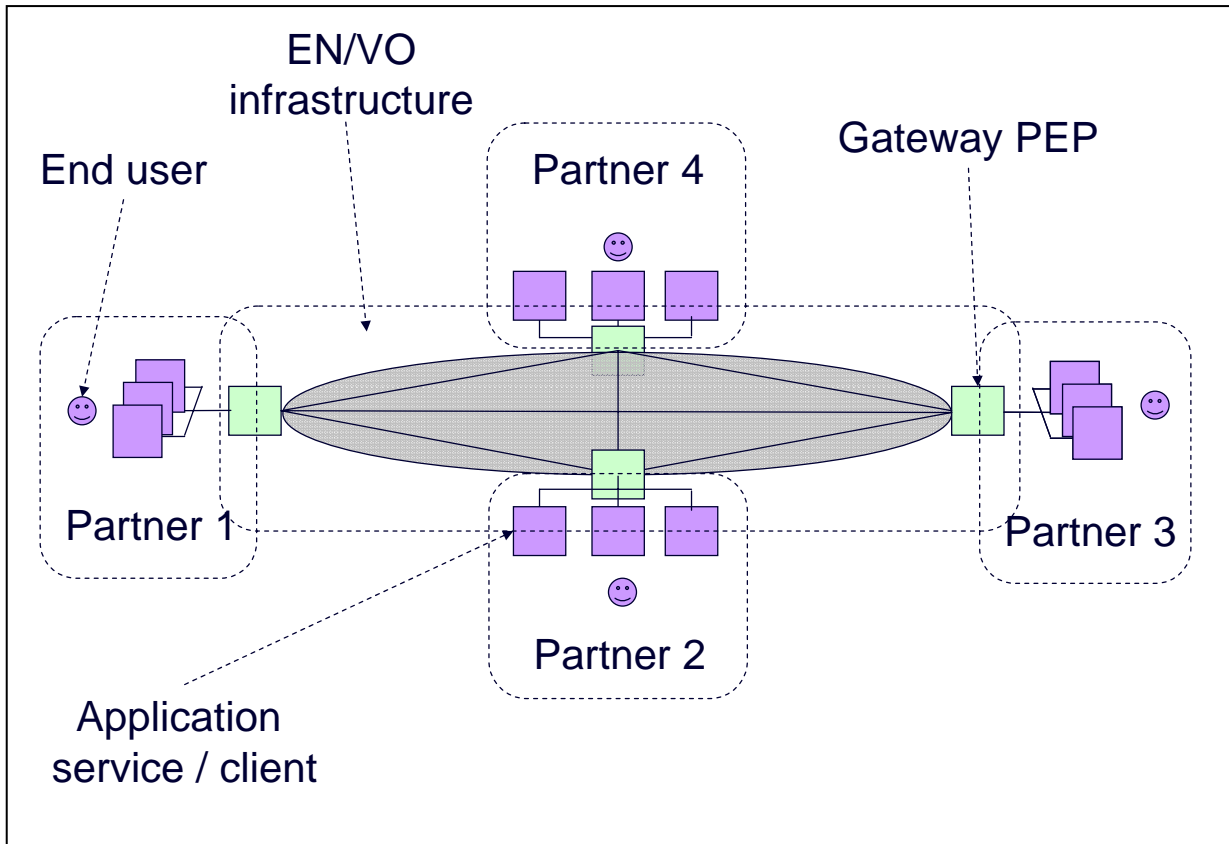 EN/VO
infrastructure
Gateway PEP
End user
Partner 4
Partner 1
Partner 3
Partner 2
Application
service / client